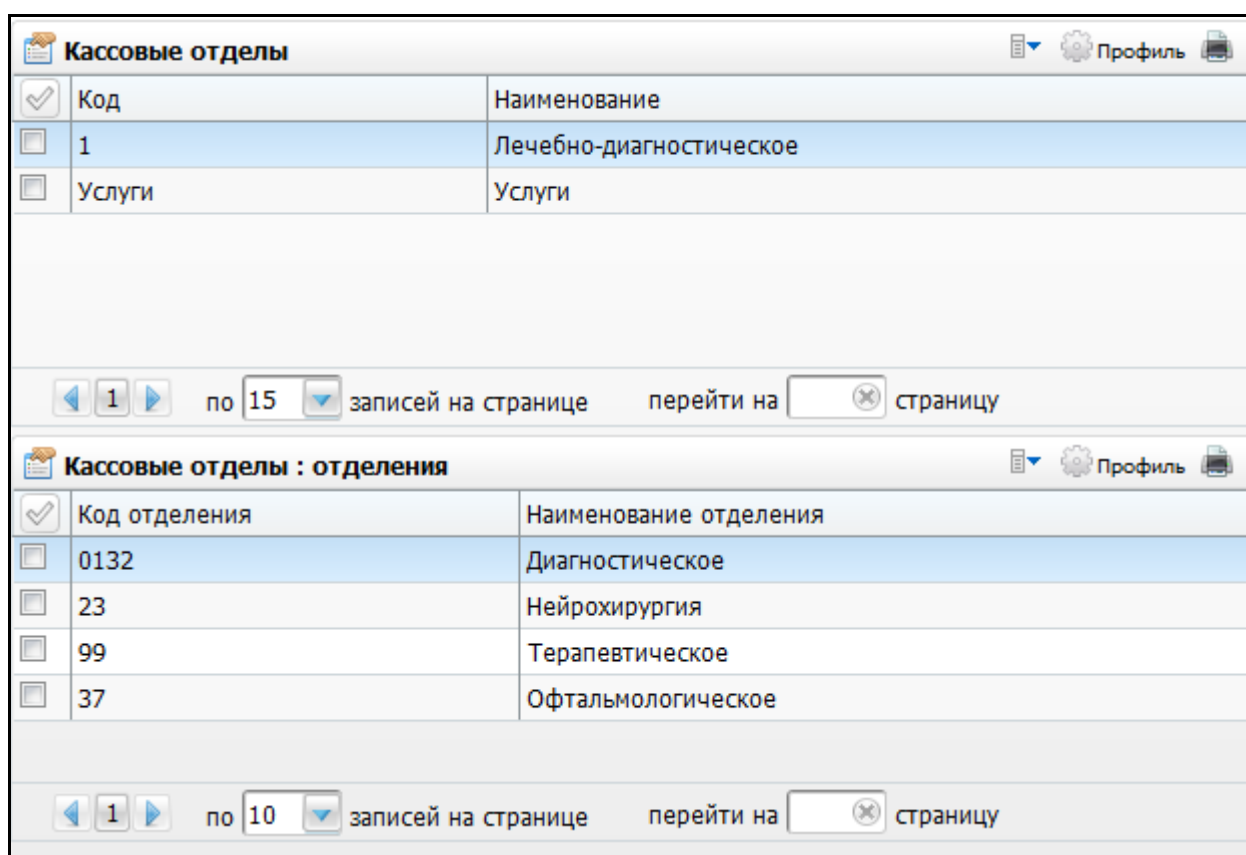 Кассовые отделы Профиль
Код Наименование
1 Лечебно-диагностическое
Услуги Услуги
1 по 15 записей на странице перейти на страницу
Кассовые отделы : отделения Профиль
Код отделения Наименование отделения
0132 Диагностическое
23 Нейрохирургия
99 Терапевтическое
37 Офтальмологическое
1 по 10 записей на странице перейти на страницу